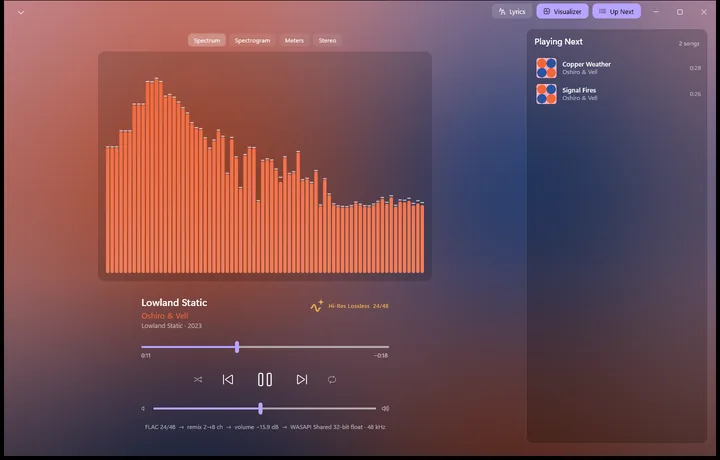 Lyrics
Visualizer
Up Next
Spectrum
Spectrogram
Meters
Stereo
Playing Next
2 songs
Copper Weather
Oshiro & Vell
0:28
Signal Fires
Oshiro & Vell
0:26
Lowland Static
Oshiro & Vell
Lowland Static · 2023
Hi-Res Lossless 24/48
0:11
−0:18
FLAC 24/48 → remix 2→8 ch → volume −15.9 dB → WASAPI Shared 32-bit float · 48 kHz